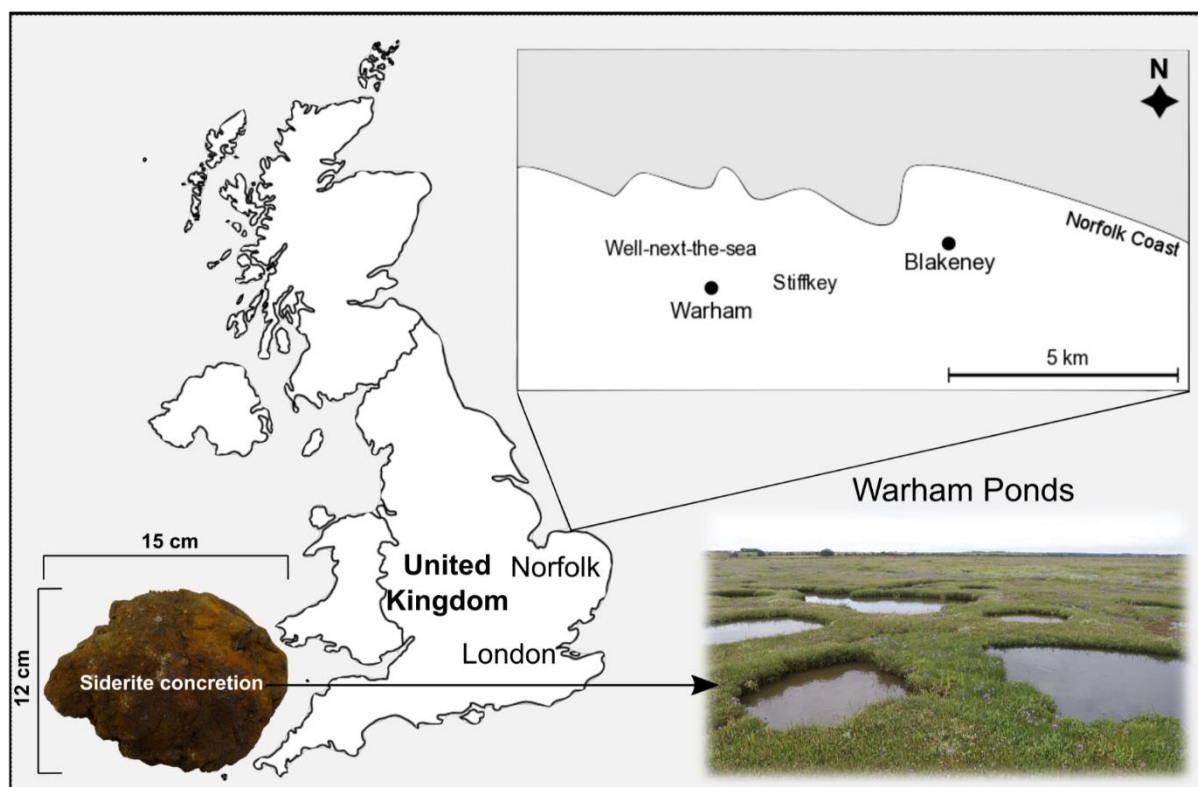 N
Norfolk Coast
Well-next-the-sea
Blakeney
Stiffkey
Warham
5 km
Warham Ponds
15 cm
United
Kingdom
Norfolk
London
12 cm
Siderite concretion